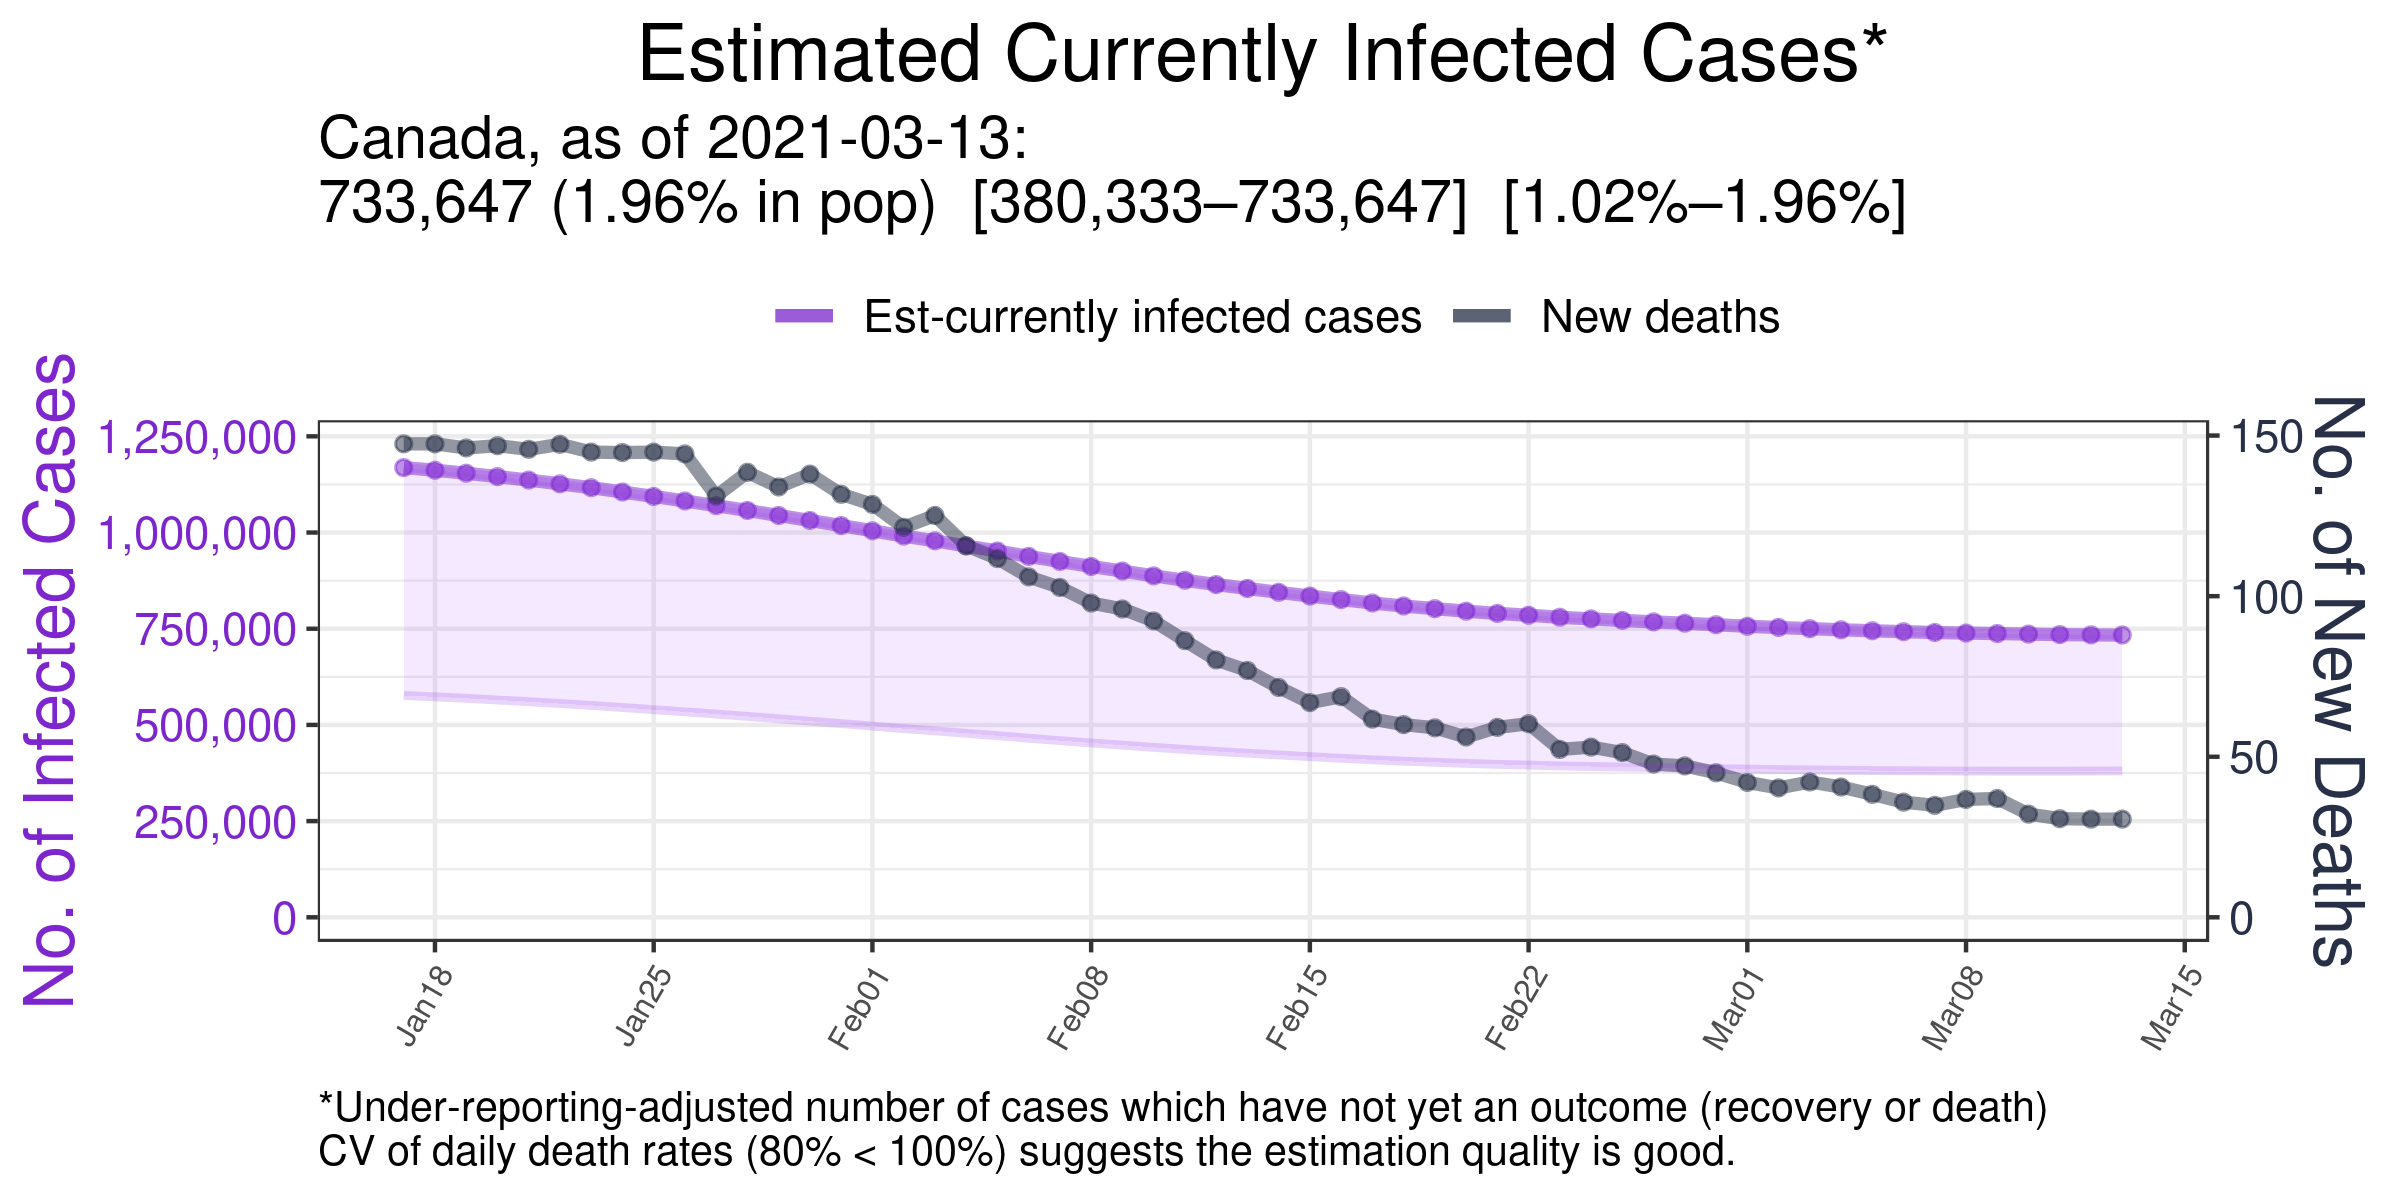 Estimated Currently Infected Cases*
Canada, as of 2021-03-13:
733,647 (1.96% in pop) [380,333–733,647] [1.02%–1.96%]
Est-currently infected cases
New deaths
No. of Infected Cases
1,250,000
1,000,000
750,000
500,000
250,000
0
150
100
50
0
No. of New Deaths
Jan18
Jan25
Feb01
Feb08
Feb15
Feb22
Mar01
Mar08
Mar15
*Under-reporting-adjusted number of cases which have not yet an outcome (recovery or death)
CV of daily death rates (80% < 100%) suggests the estimation quality is good.